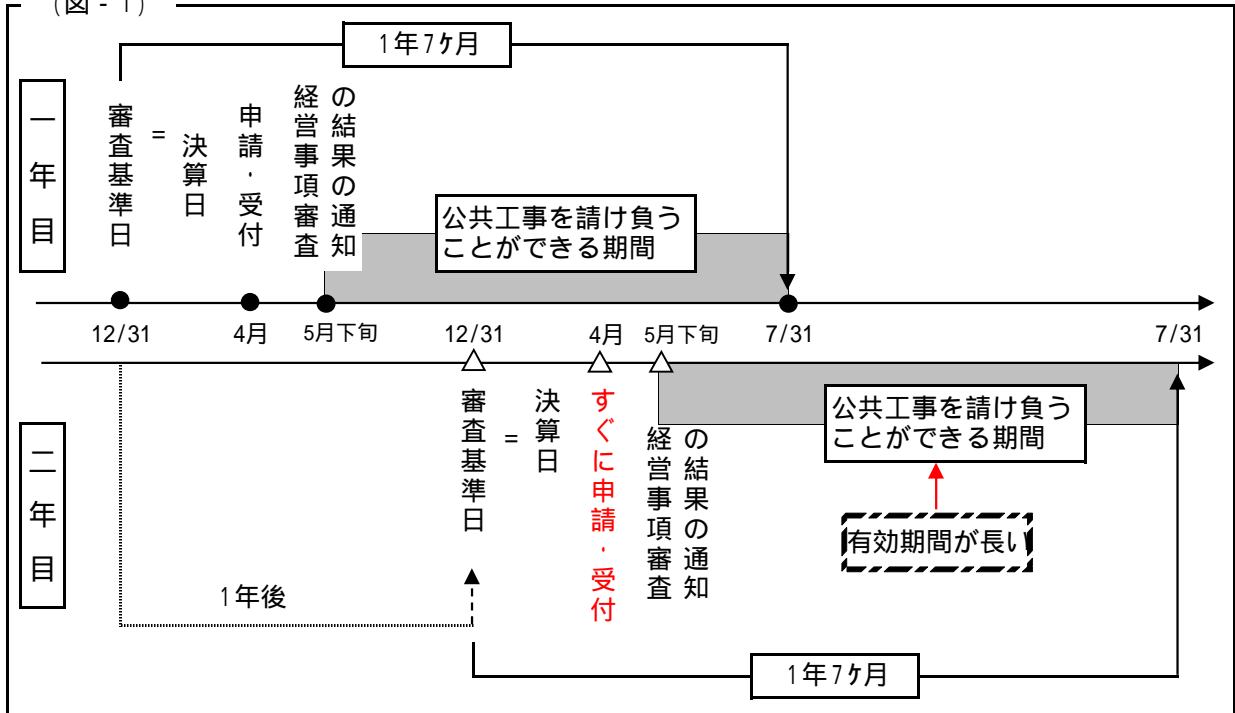 (図-1)
1年7ケ月
一年目
審査基準日
=
決算日
申請・受付
経営事項審査
の結果の通知
公共工事を請け負う
ことができる期間
12/31
4月
5月下旬
12/31
4月
5月下旬
7/31
7/31
二年目
審査基準日
=
決算日
すぐに申請・受付
経営事項審査
の結果の通知
公共工事を請け負う
ことができる期間
有効期間が長い
1年後
1年7ケ月